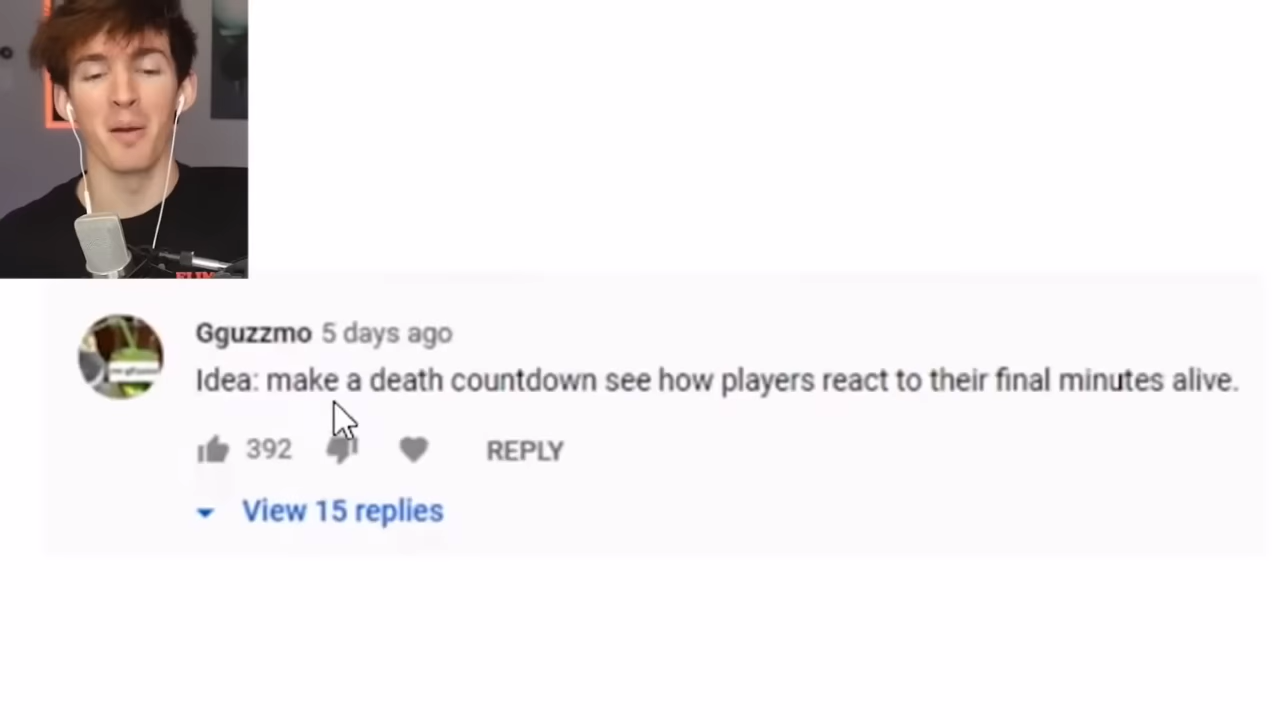 Gguzzmo 5 days ago
Idea: make a death countdown see how players react to their final minutes alive.
392 REPLY
View 15 replies